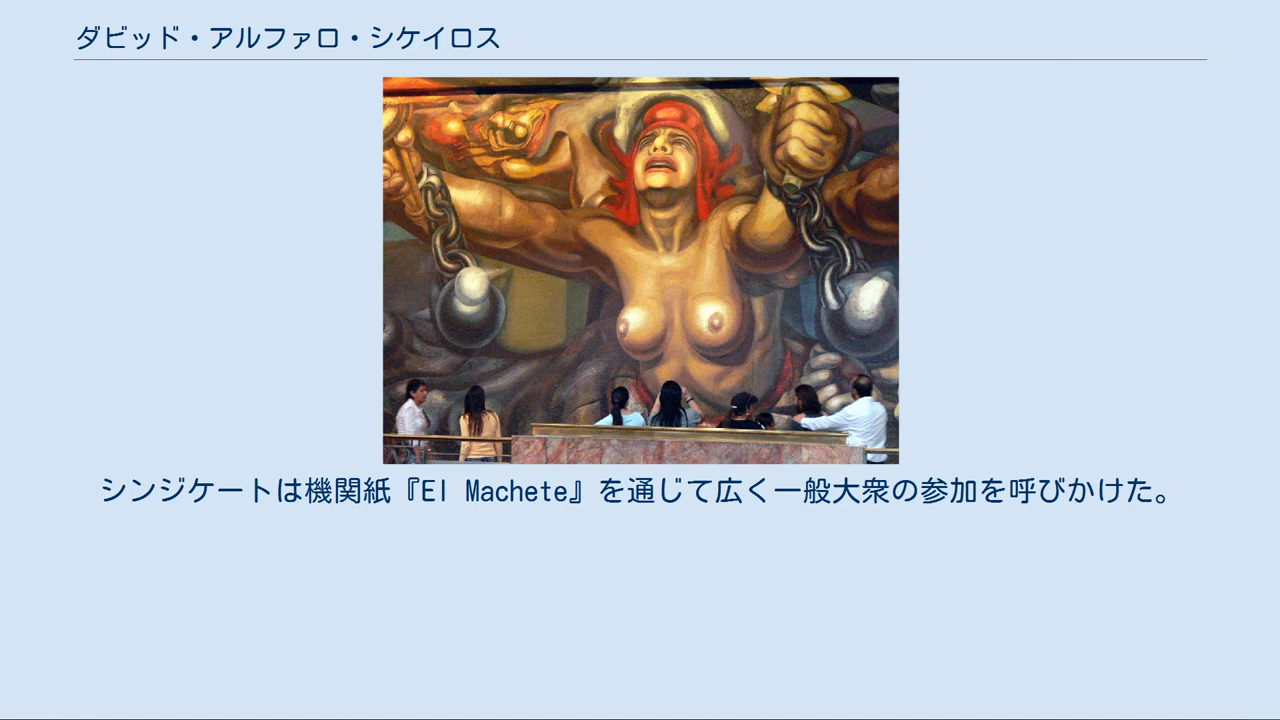 ダビッド・アルファロ・シケイロス
シンジケートは機関紙『El Machete』を通じて広く一般大衆の参加を呼びかけた。